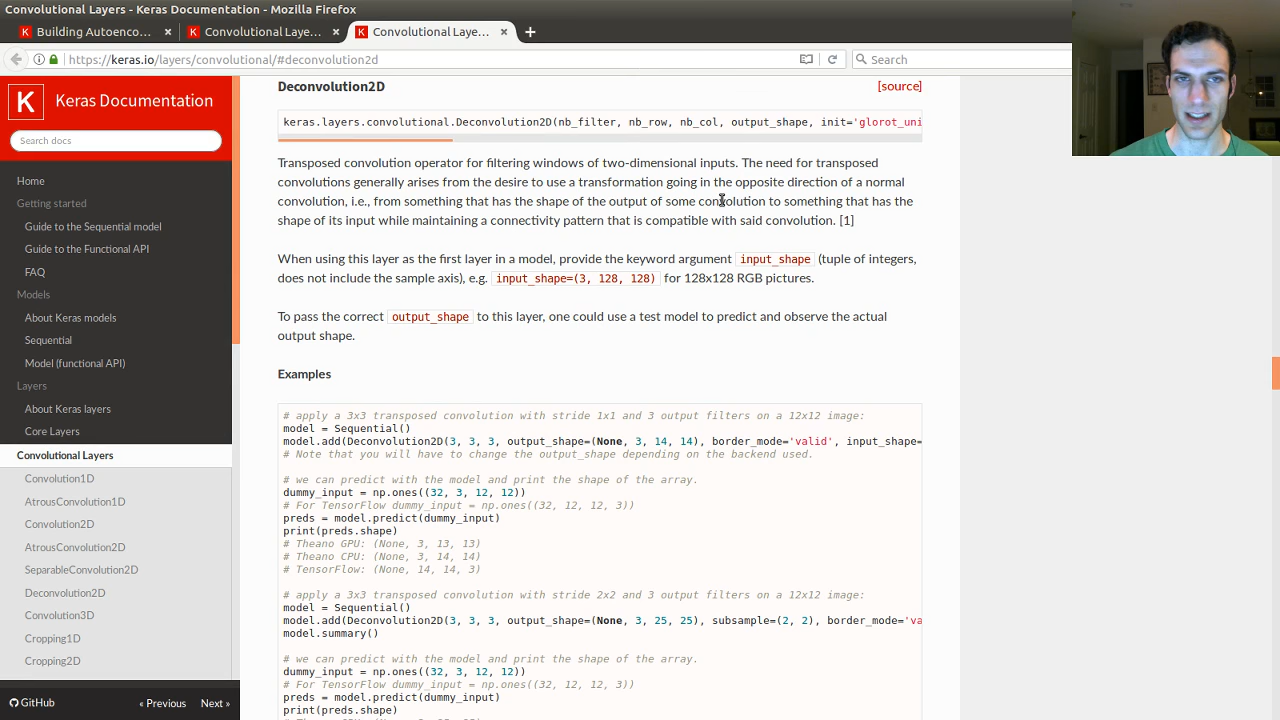 Convolutional Layers - Keras Documentation - Mozilla Firefox
Building Autoenco... × Convolutional Laye... × Convolutional Laye... ×
https://keras.io/layers/convolutional/#deconvolution2d
Search
K
Keras Documentation
Search docs
Home
Getting started
Guide to the Sequential model
Guide to the Functional API
FAQ
Models
About Keras models
Sequential
Model (functional API)
Layers
About Keras layers
Core Layers
Convolutional Layers
Convolution1D
AtrousConvolution1D
Convolution2D
AtrousConvolution2D
SeparableConvolution2D
Deconvolution2D
Convolution3D
Cropping1D
Cropping2D
GitHub
« Previous
Next »
Deconvolution2D
[source]
keras.layers.convolutional.Deconvolution2D(nb_filter, nb_row, nb_col, output_shape, init='glorot_uni
Transposed convolution operator for filtering windows of two-dimensional inputs. The need for transposed
convolutions generally arises from the desire to use a transformation going in the opposite direction of a normal
convolution, i.e., from something that has the shape of the output of some convolution to something that has the
shape of its input while maintaining a connectivity pattern that is compatible with said convolution. [1]
When using this layer as the first layer in a model, provide the keyword argument input_shape (tuple of integers,
does not include the sample axis), e.g. input_shape=(3, 128, 128) for 128x128 RGB pictures.
To pass the correct output_shape to this layer, one could use a test model to predict and observe the actual
output shape.
Examples
# apply a 3x3 transposed convolution with stride 1x1 and 3 output filters on a 12x12 image:
model = Sequential()
model.add(Deconvolution2D(3, 3, 3, output_shape=(None, 3, 14, 14), border_mode='valid', input_shape=
# Note that you will have to change the output_shape depending on the backend used.
# we can predict with the model and print the shape of the array.
dummy_input = np.ones((32, 3, 12, 12))
# For TensorFlow dummy_input = np.ones((32, 12, 12, 3))
preds = model.predict(dummy_input)
print(preds.shape)
# Theano GPU: (None, 3, 13, 13)
# Theano CPU: (None, 3, 14, 14)
# TensorFlow: (None, 14, 14, 3)
# apply a 3x3 transposed convolution with stride 2x2 and 3 output filters on a 12x12 image:
model = Sequential()
model.add(Deconvolution2D(3, 3, 3, output_shape=(None, 3, 25, 25), subsample=(2, 2), border_mode='va
model.summary()
# we can predict with the model and print the shape of the array.
dummy_input = np.ones((32, 3, 12, 12))
# For TensorFlow dummy_input = np.ones((32, 12, 12, 3))
preds = model.predict(dummy_input)
print(preds.shape)